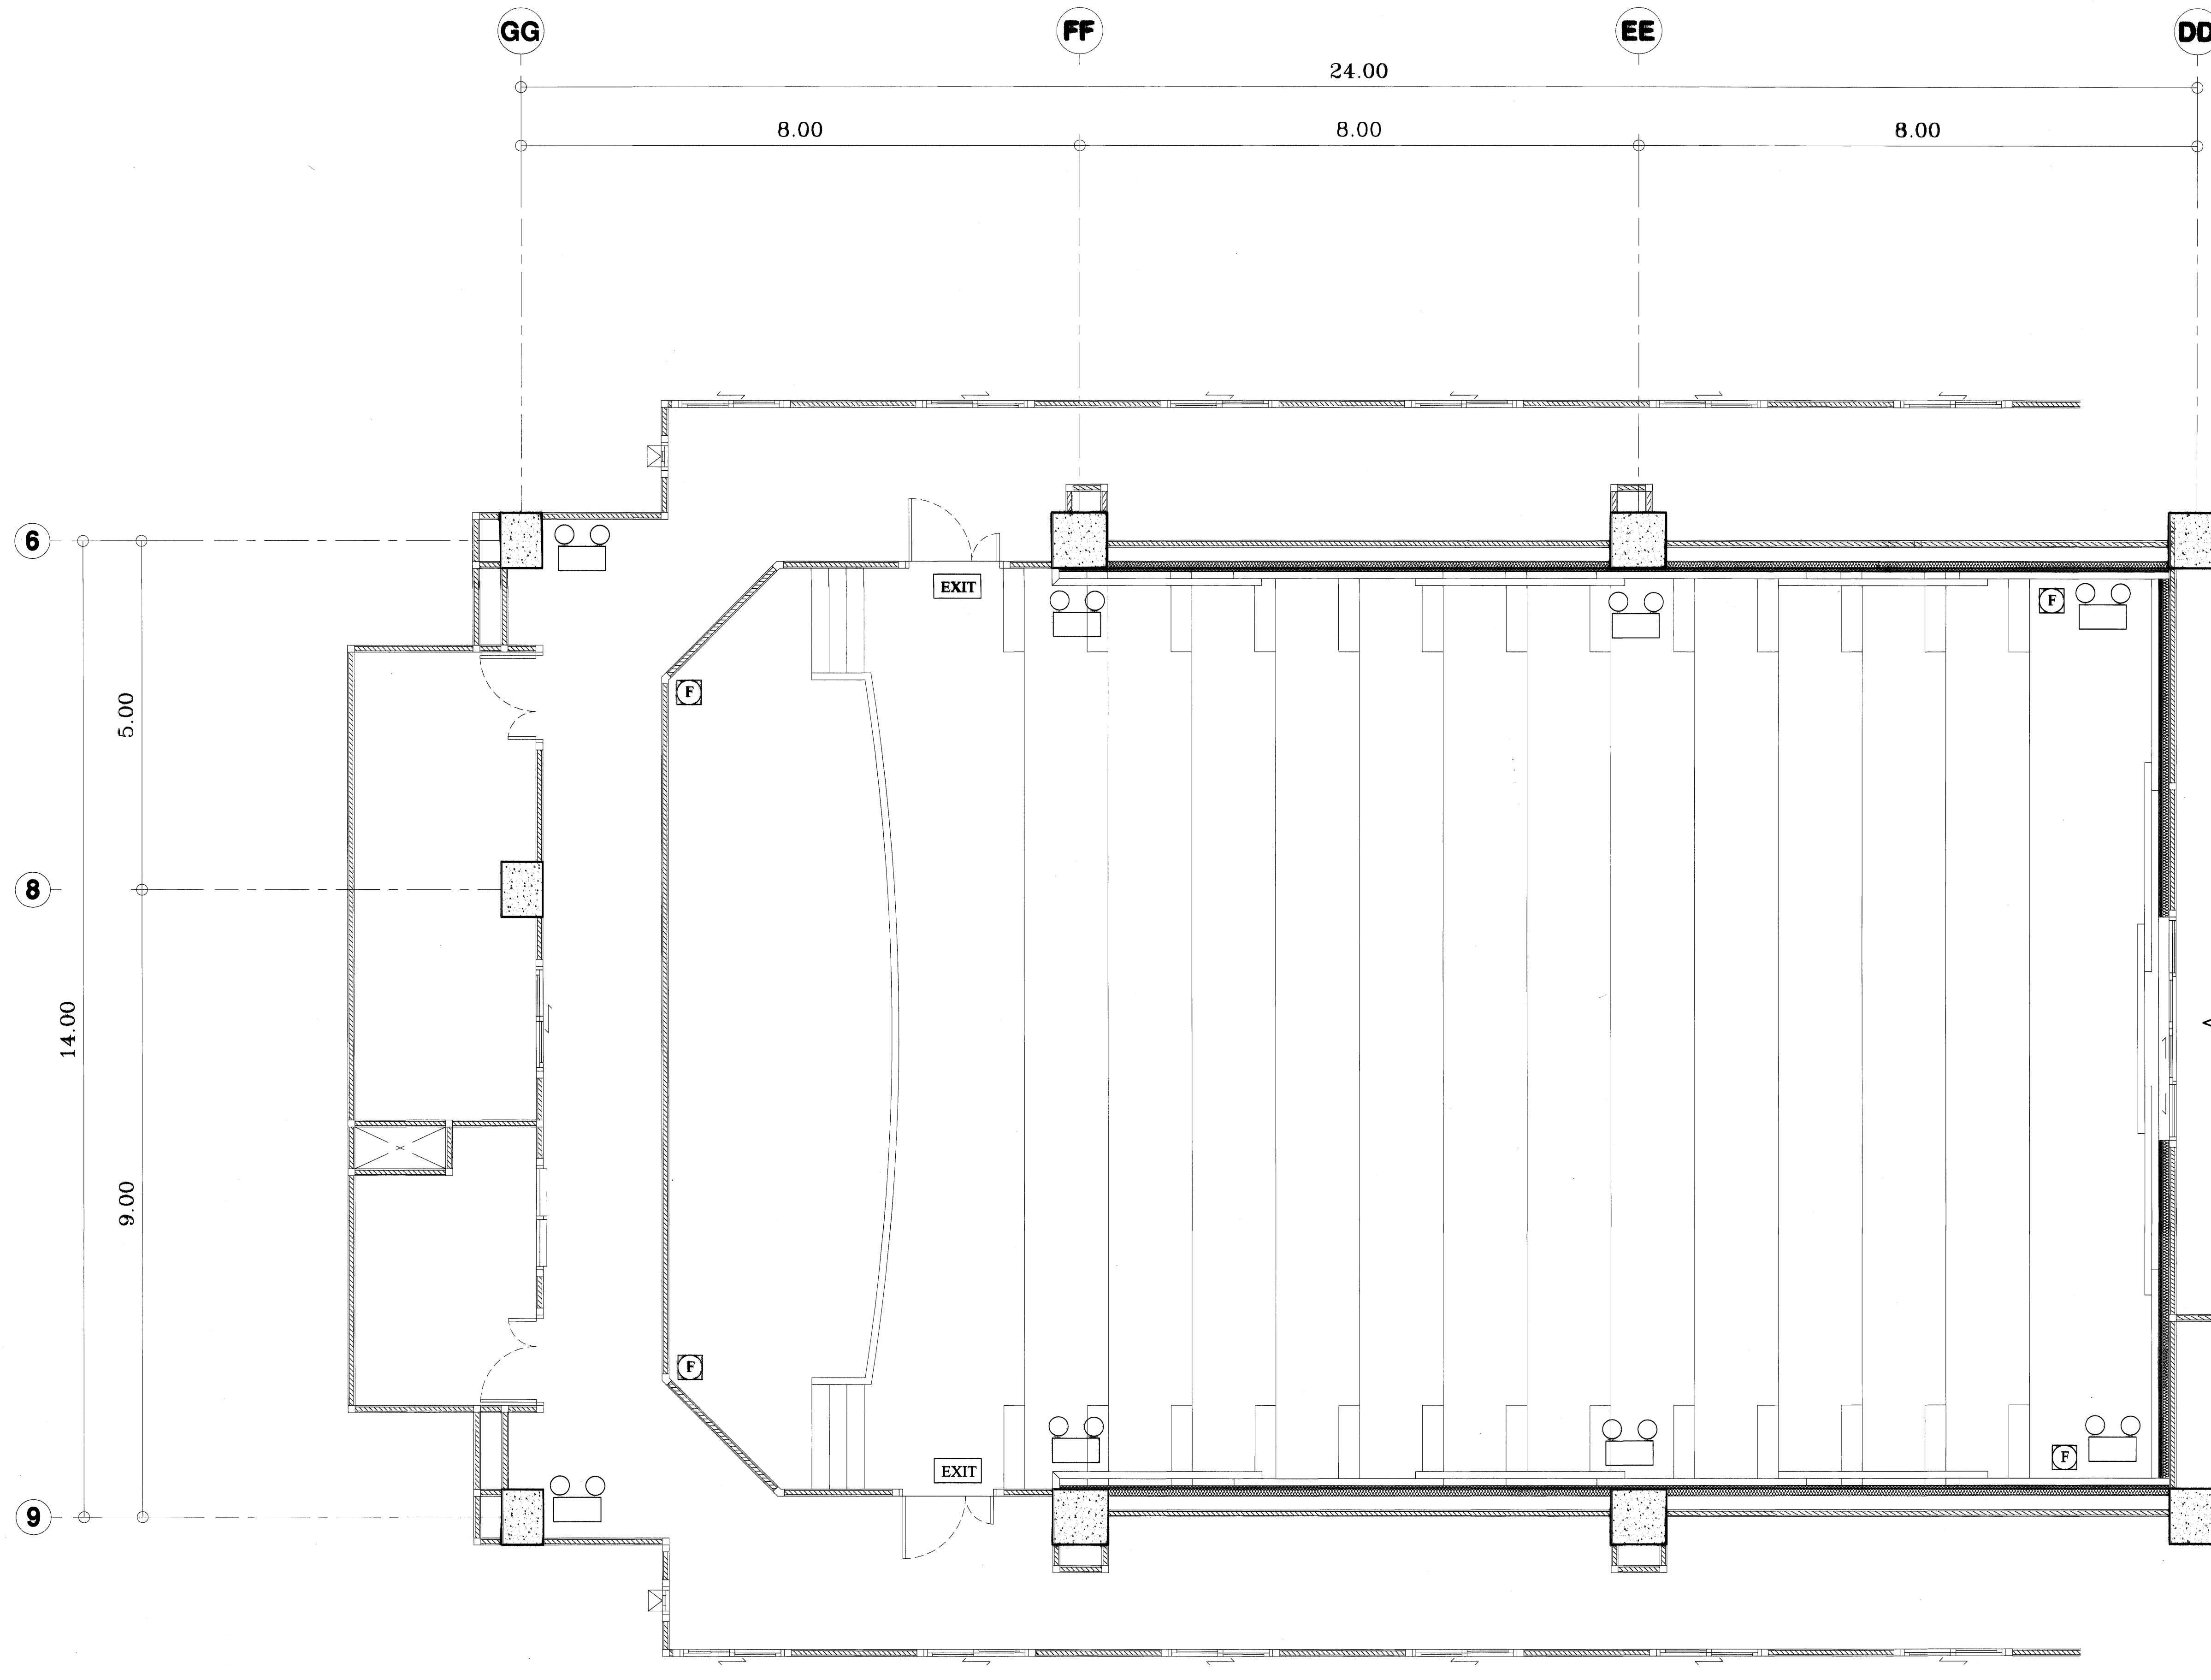 GG FF EE DD
24.00
8.00 8.00 8.00
6
EXIT
F
F
5.00
8
14.00
9.00
F
EXIT
F
9